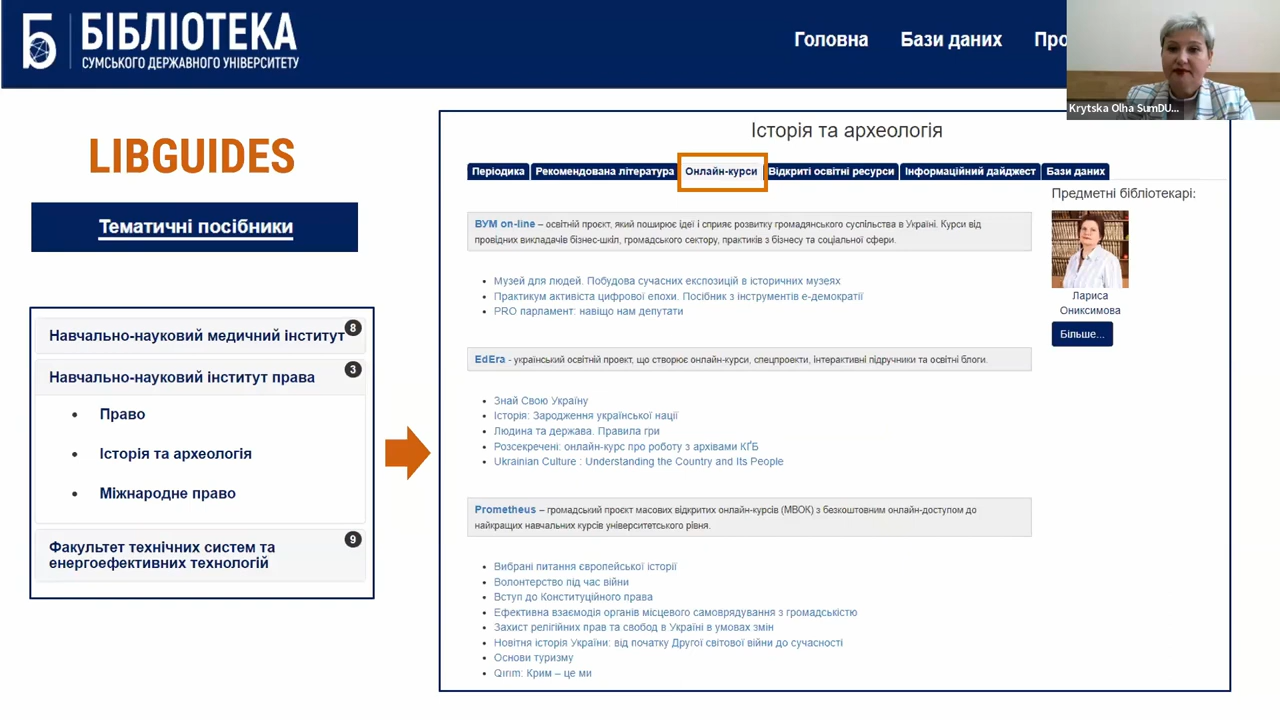 БІБЛІОТЕКА
СУМСЬКОГО ДЕРЖАВНОГО УНІВЕРСИТЕТУ
Головна
Бази даних
Krytska Olha SumDU...
LIBGUIDES
Тематичні посібники
Навчально-науковий медичний інститут
8
Навчально-науковий інститут права
3
• Право
• Історія та археологія
• Міжнародне право
Факультет технічних систем та
енергоефективних технологій
9
Історія та археологія
Періодика
Рекомендована література
Онлайн-курси
Відкриті освітні ресурси
Інформаційний дайджест
Бази даних
ВУМ on-line – освітній проєкт, який поширює ідеї і сприяє розвитку громадянського суспільства в Україні. Курси від
провідних викладачів бізнес-шкіл, громадського сектору, практиків з бізнесу та соціальної сфери.
• Музей для людей. Побудова сучасних експозицій в історичних музеях
• Практикум активіста цифрової епохи. Посібник з інструментів е-демократії
• PRO парламент: навіщо нам депутати
EdEra - український освітній проект, що створює онлайн-курси, спецпроекти, інтерактивні підручники та освітні блоги.
• Знай Свою Україну
• Історія: Зародження української нації
• Людина та держава. Правила гри
• Розсекречені: онлайн-курс про роботу з архівами КҐБ
• Ukrainian Culture : Understanding the Country and Its People
Prometheus – громадський проєкт масових відкритих онлайн-курсів (МВОК) з безкоштовним онлайн-доступом до
найкращих навчальних курсів університетського рівня.
• Вибрані питання європейської історії
• Волонтерство під час війни
• Вступ до Конституційного права
• Ефективна взаємодія органів місцевого самоврядування з громадськістю
• Захист релігійних прав та свобод в Україні в умовах змін
• Новітня історія України: від початку Другої світової війни до сучасності
• Основи туризму
• Qırım: Крим – це ми
Предметні бібліотекарі:
Лариса
Ониксимова
Більше...